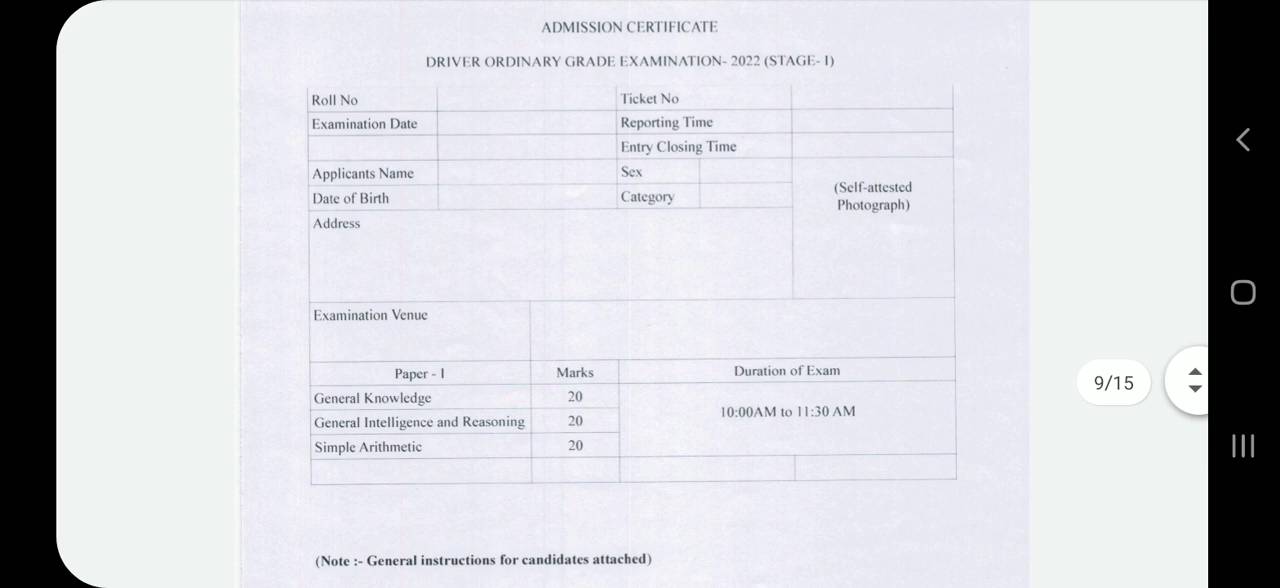 ADMISSION CERTIFICATE
DRIVER ORDINARY GRADE EXAMINATION- 2022 (STAGE- I)
Roll No Ticket No
Examination Date Reporting Time
Entry Closing Time
Applicants Name Sex
(Self-attested
Photograph)
Date of Birth Category
Address
Examination Venue
Paper - I Marks Duration of Exam
General Knowledge 20
10:00AM to 11:30 AM
General Intelligence and Reasoning 20
Simple Arithmetic 20
(Note :- General instructions for candidates attached)
9/15